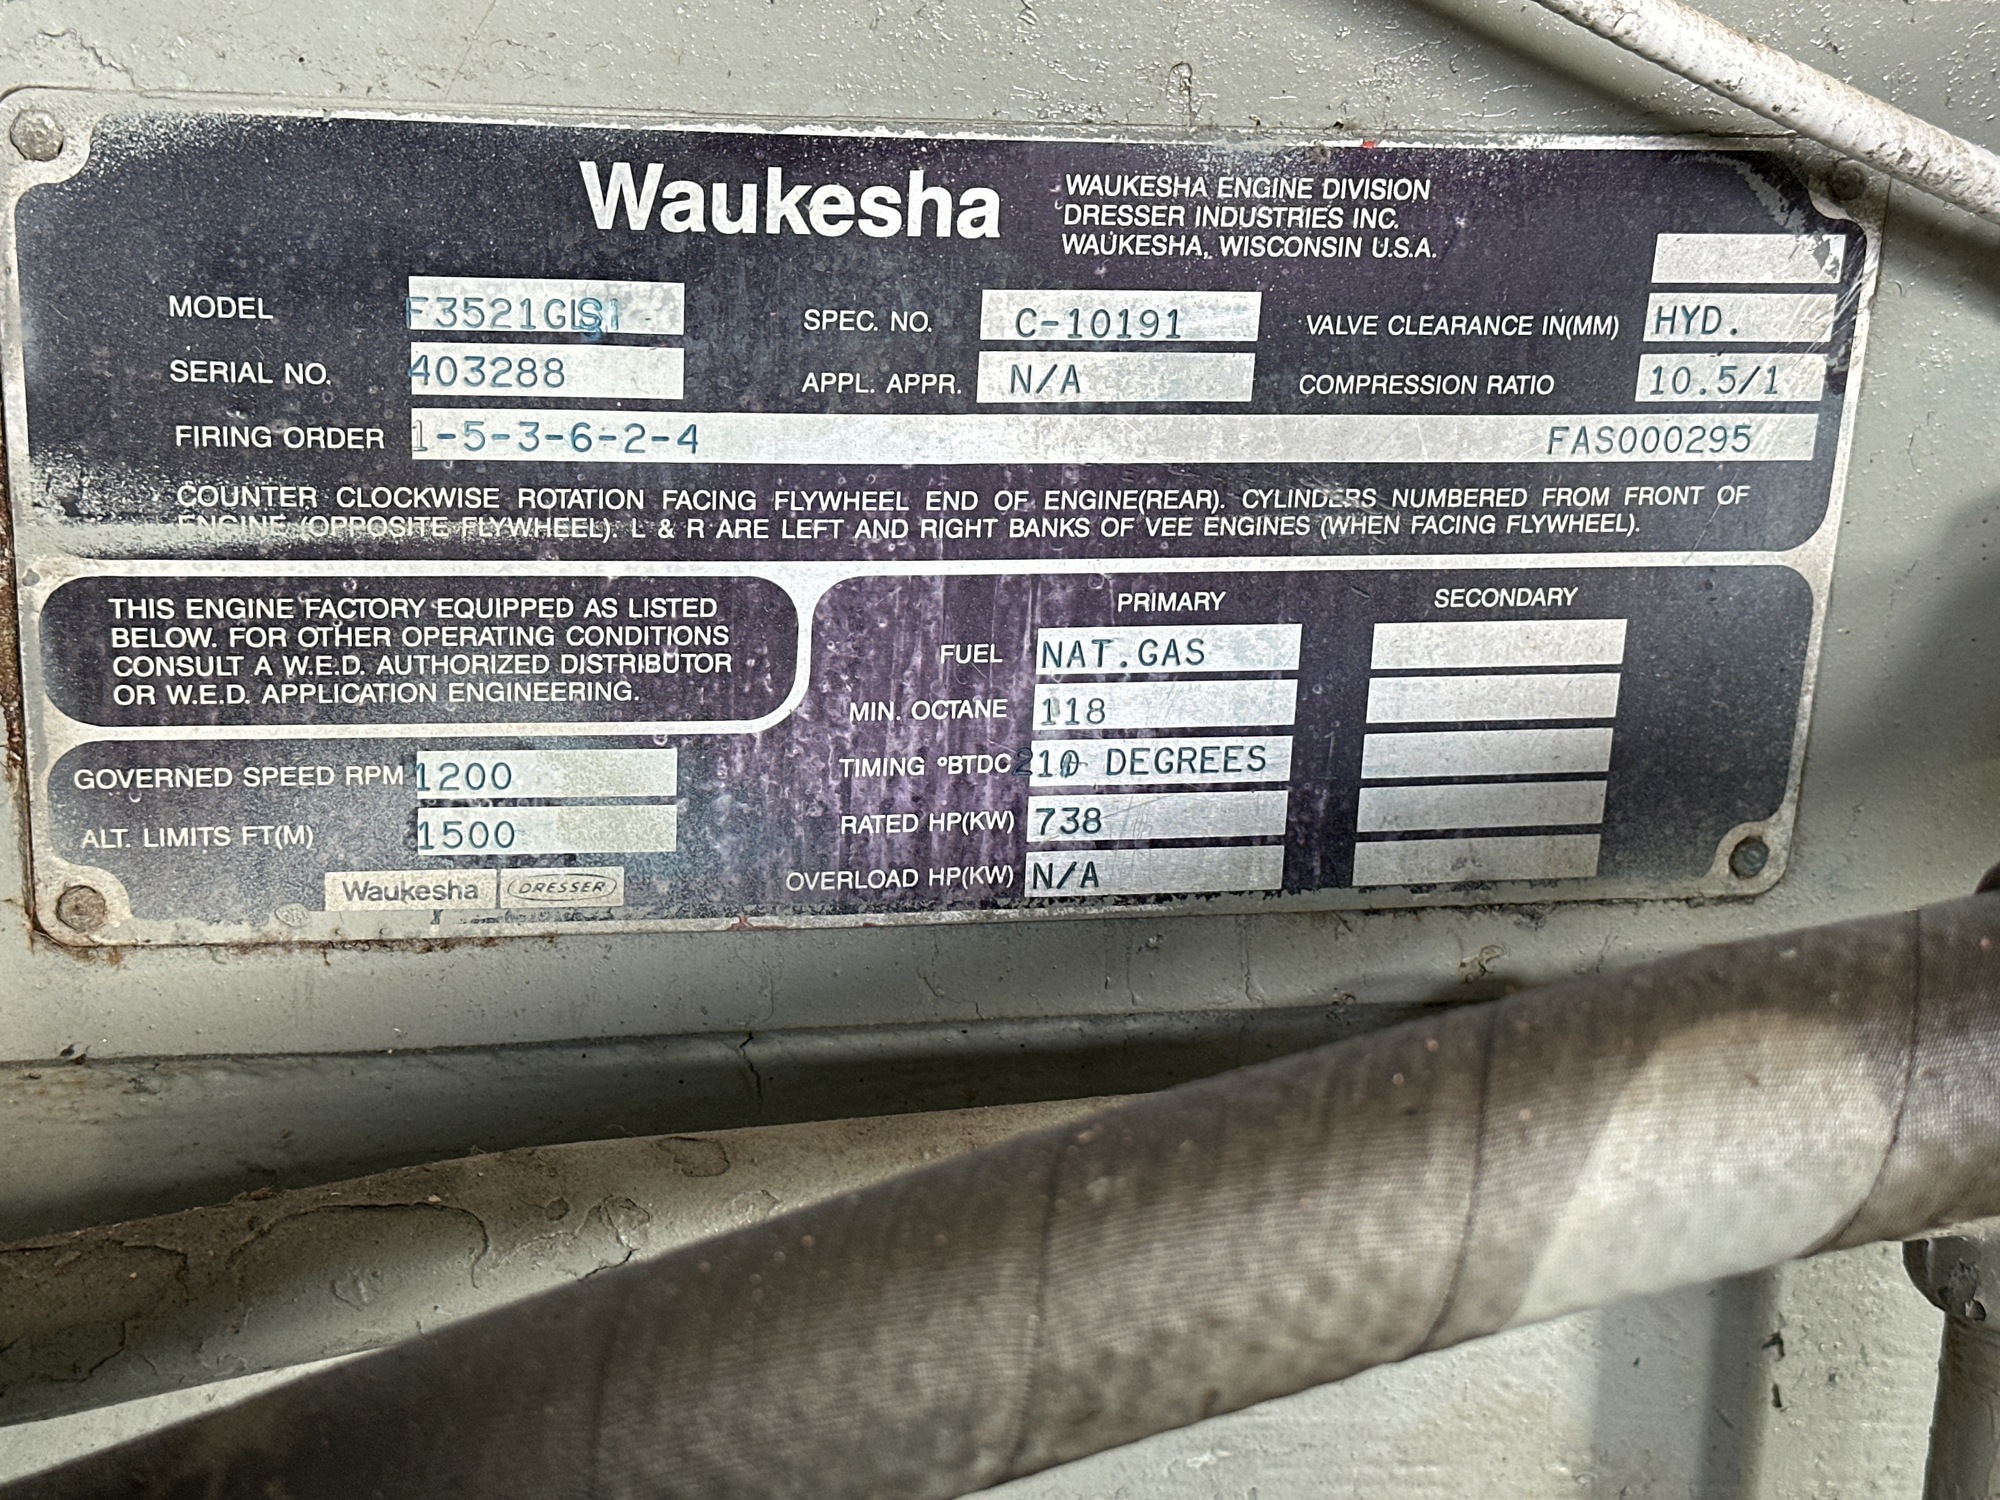 Waukesha
WAUKESHA ENGINE DIVISION
DRESSER INDUSTRIES INC.
WAUKESHA, WISCONSIN U.S.A.
MODEL SPEC. NO. C-10191 VALVE CLEARANCE IN(MM) HYD.
SERIAL NO. 403288 APPL. APPR. N/A COMPRESSION RATIO 10.5/1
FIRING ORDER 1-5-3-6-2-4 FAS000295
COUNTER CLOCKWISE ROTATION FACING FLYWHEEL END OF ENGINE(REAR). CYLINDERS NUMBERED FROM FRONT OF
ENGINE (OPPOSITE FLYWHEEL). L & R ARE LEFT AND RIGHT BANKS OF VEE ENGINES (WHEN FACING FLYWHEEL).
THIS ENGINE FACTORY EQUIPPED AS LISTED
BELOW. FOR OTHER OPERATING CONDITIONS
CONSULT A W.E.D. AUTHORIZED DISTRIBUTOR
OR W.E.D. APPLICATION ENGINEERING.
GOVERNED SPEED RPM 1200
ALT. LIMITS FT(M) 1500
Waukesha DRESSER
PRIMARY SECONDARY
FUEL NAT.GAS
MIN. OCTANE 118
TIMING °BTDC DEGREES
RATED HP(KW) 738
OVERLOAD HP(KW) N/A